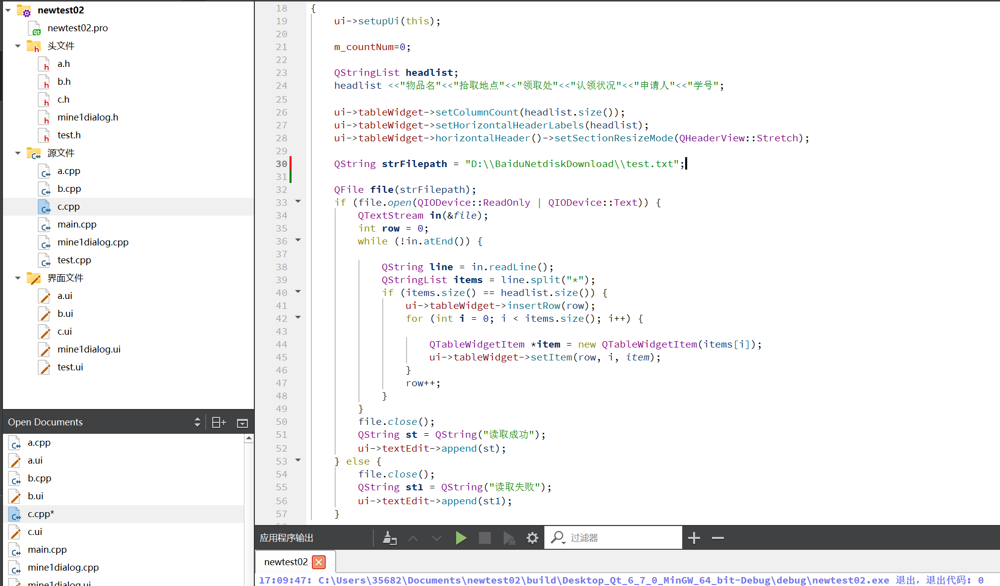 newtest02
newtest02.pro
头文件
a.h
b.h
c.h
mine1dialog.h
test.h
源文件
a.cpp
b.cpp
c.cpp
main.cpp
mine1dialog.cpp
test.cpp
界面文件
a.ui
b.ui
c.ui
mine1dialog.ui
test.ui
Open Documents
a.cpp
a.ui
b.cpp
b.ui
c.cpp*
c.ui
main.cpp
mine1dialog.cpp
mine1dialog.ui
18 {
19 ui->setupUi(this);
20
21 m_countNum=0;
22
23 QStringList headlist;
24 headlist <<"物品名"<<"拾取地点"<<"领取处"<<"认领状况"<<"申请人"<<"学号";
25
26 ui->tableWidget->setColumnCount(headlist.size());
27 ui->tableWidget->setHorizontalHeaderLabels(headlist);
28 ui->tableWidget->horizontalHeader()->setSectionResizeMode(QHeaderView::Stretch);
29
30 QString strFilepath = "D:\\BaiduNetdiskDownload\\test.txt";
31
32 QFile file(strFilepath);
33 if (file.open(QIODevice::ReadOnly | QIODevice::Text)) {
34 QTextStream in(&file);
35 int row = 0;
36 while (!in.atEnd()) {
37
38 QString line = in.readLine();
39 QStringList items = line.split("*");
40 if (items.size() == headlist.size()) {
41 ui->tableWidget->insertRow(row);
42 for (int i = 0; i < items.size(); i++) {
43
44 QTableWidgetItem *item = new QTableWidgetItem(items[i]);
45 ui->tableWidget->setItem(row, i, item);
46 }
47 row++;
48 }
49 }
50 file.close();
51 QString st = QString("读取成功");
52 ui->textEdit->append(st);
53 } else {
54 file.close();
55 QString st1 = QString("读取失败");
56 ui->textEdit->append(st1);
57 }
应用程序输出
过滤器
newtest02
17:09:47: C:\Users\35682\Documents\newtest02\build\Desktop_Qt_6_7_0_MinGW_64_bit-Debug\debug\newtest02.exe 退出，退出代码: 0